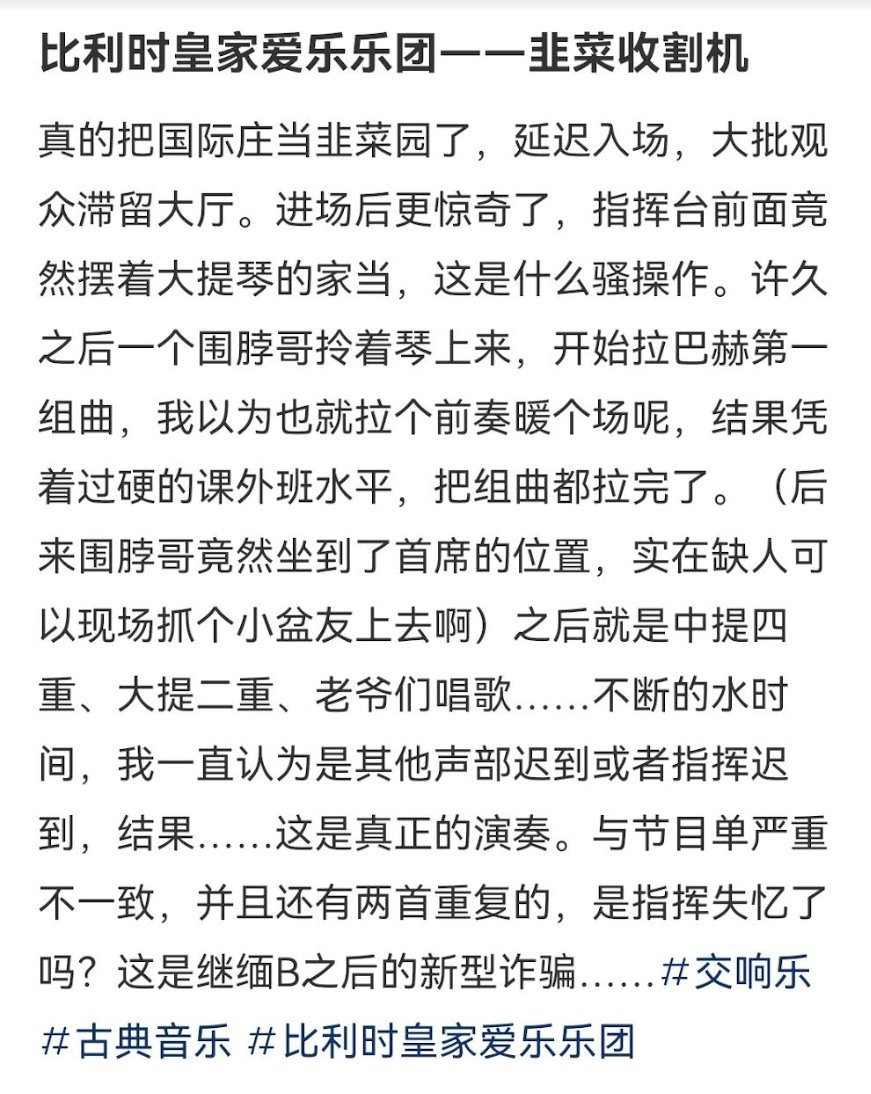 比利时皇家爱乐乐团一一韭菜收割机
真的把国际庄当韭菜园了，延迟入场，大批观
众滞留大厅。进场后更惊奇了，指挥台前面竟
然摆着大提琴的家当，这是什么骚操作。许久
之后一个围脖哥拎着琴上来，开始拉巴赫第一
组曲，我以为也就拉个前奏暖个场呢，结果凭
着过硬的课外班水平，把组曲都拉完了。（后
来围脖哥竟然坐到了首席的位置，实在缺人可
以现场抓个小盆友上去啊）之后就是中提四
重、大提二重、老爷们唱歌……不断的水时
间，我一直认为是其他声部迟到或者指挥迟
到，结果……这是真正的演奏。与节目单严重
不一致，并且还有两首重复的，是指挥失忆了
吗？这是继缅B之后的新型诈骗……#交响乐
#古典音乐 #比利时皇家爱乐乐团